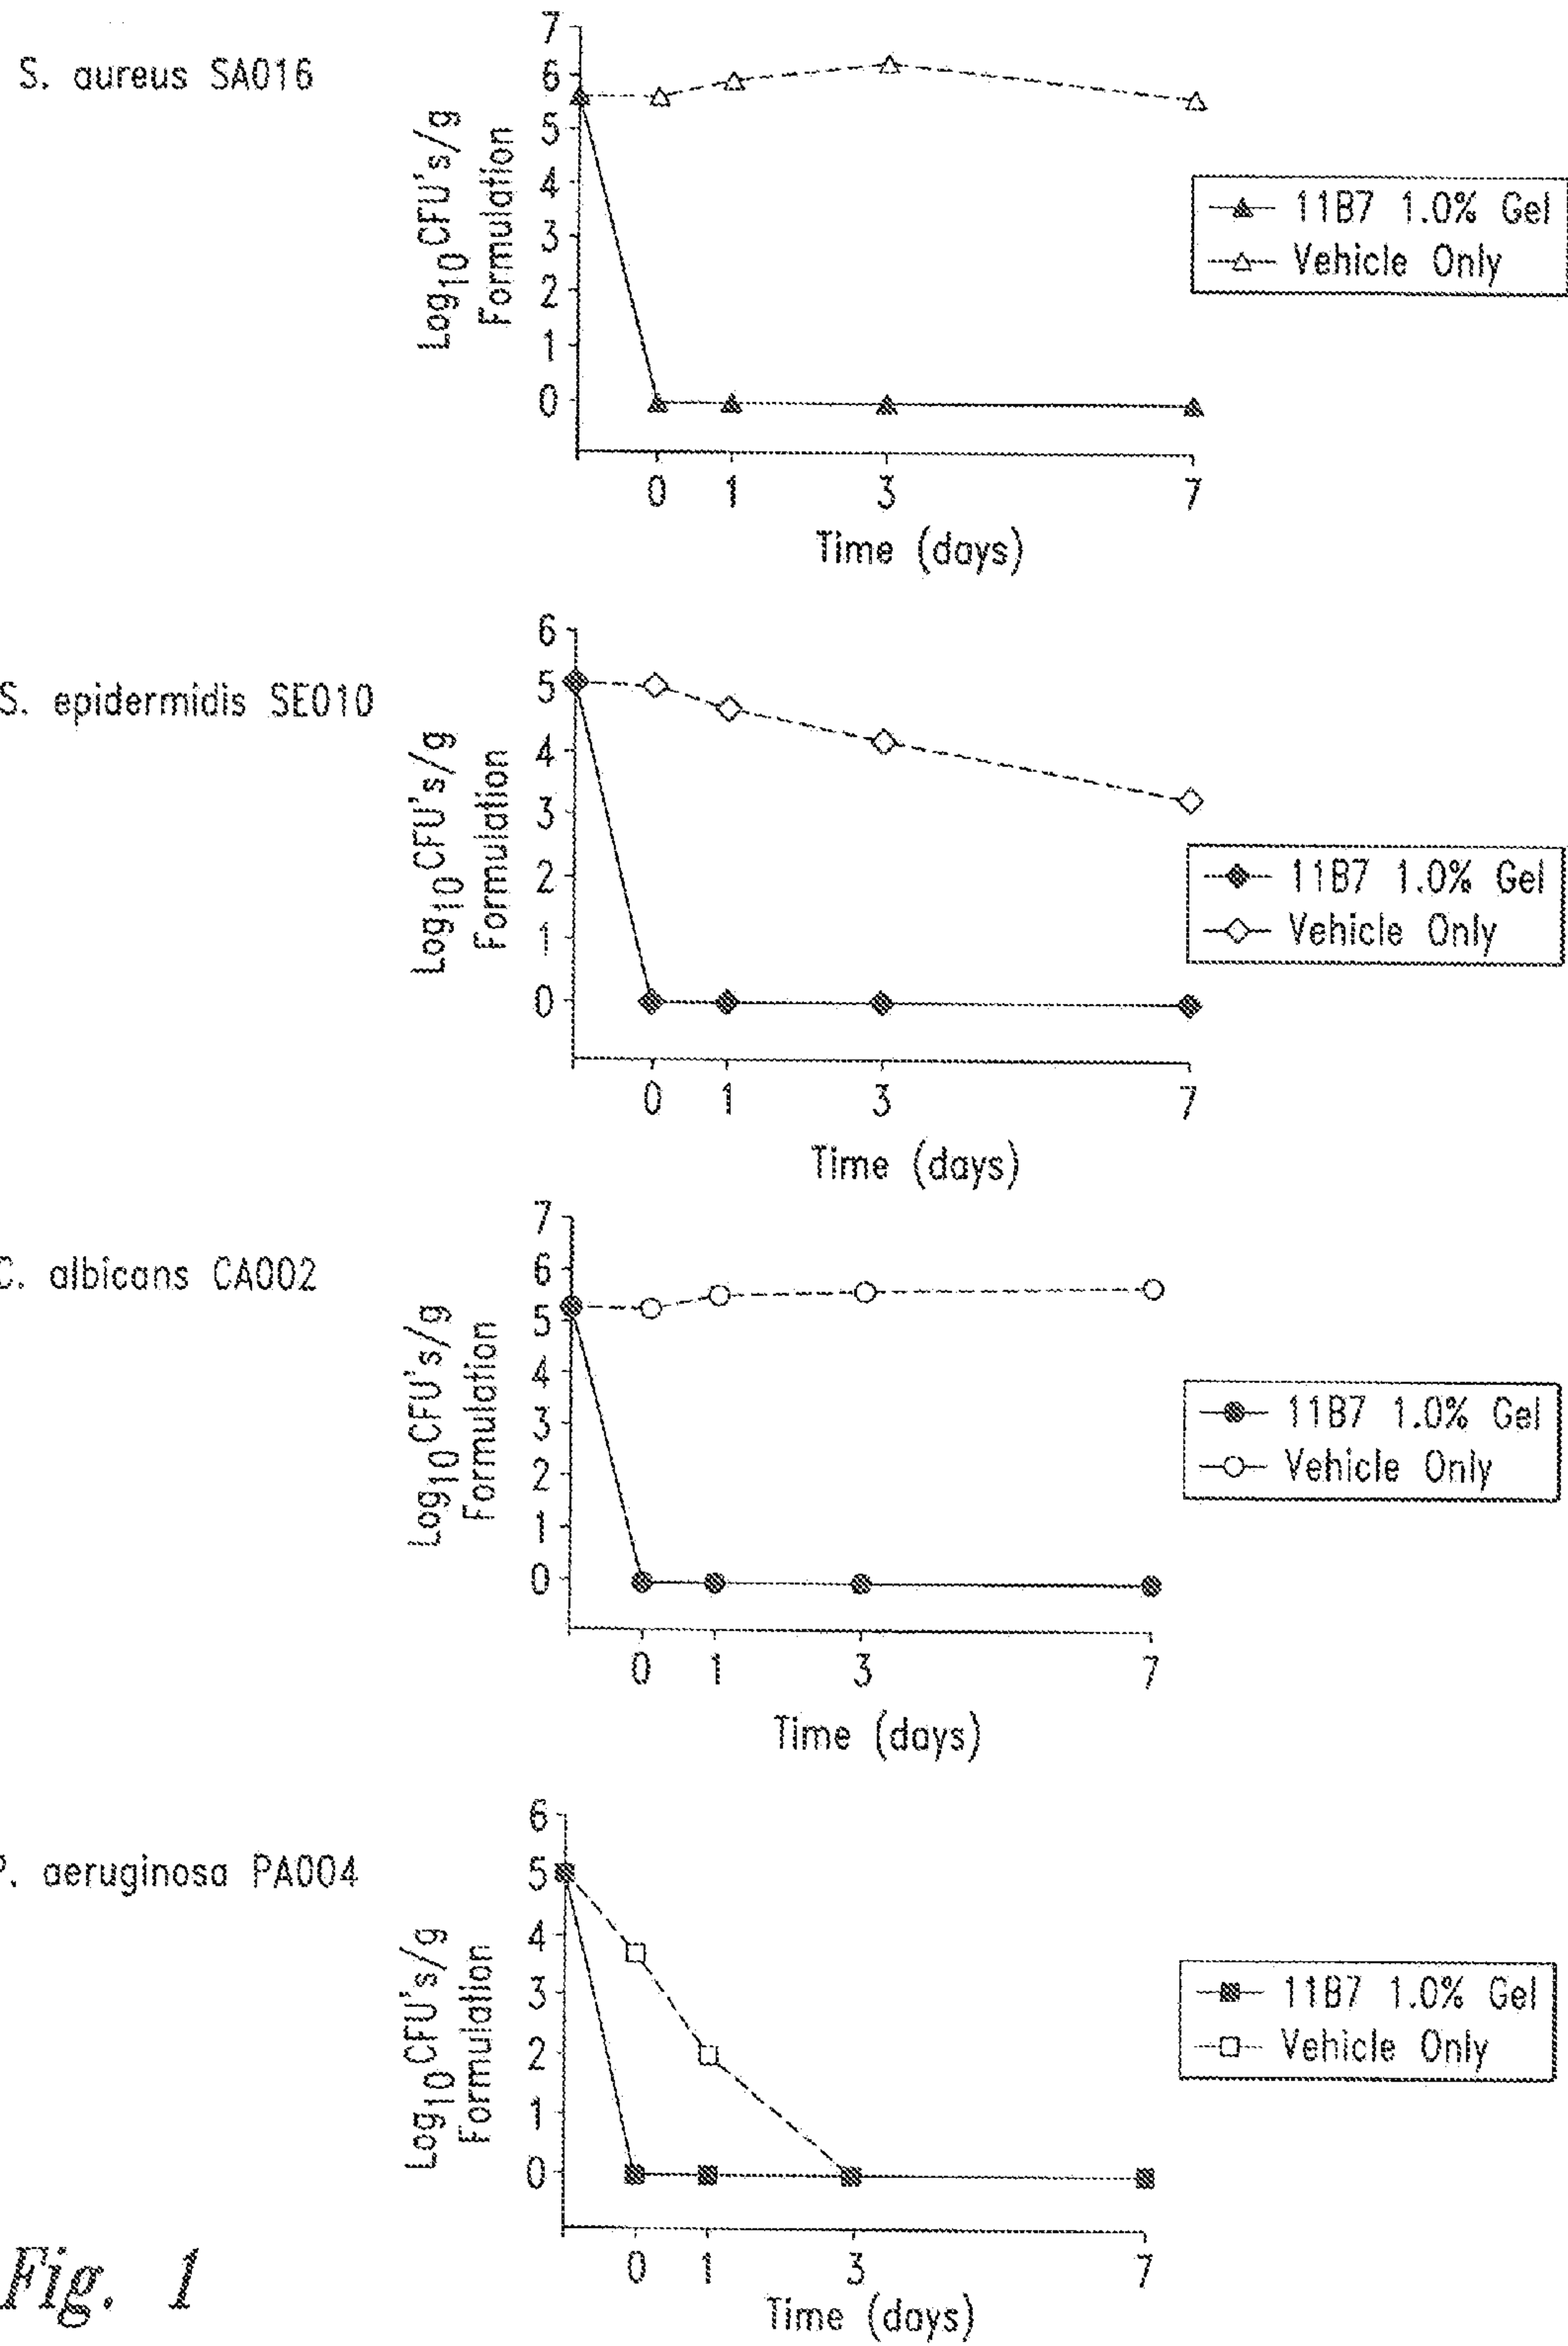 S. aureus SA016
Log10CFU's/g
Formulation
7
6
5
4
3
2
1
0
0 1 3 7
Time (days)
11B7 1.0% Gel
Vehicle Only
S. epidermidis SE010
Log10CFU's/g
Formulation
6
5
4
3
2
1
0
0 1 3 7
Time (days)
11B7 1.0% Gel
Vehicle Only
C. albicans CA002
Log10CFU's/g
Formulation
7
6
5
4
3
2
1
0
0 1 3 7
Time (days)
11B7 1.0% Gel
Vehicle Only
P. aeruginosa PA004
Log10CFU's/g
Formulation
6
5
4
3
2
1
0
0 1 3 7
Time (days)
11B7 1.0% Gel
Vehicle Only
Fig. 1